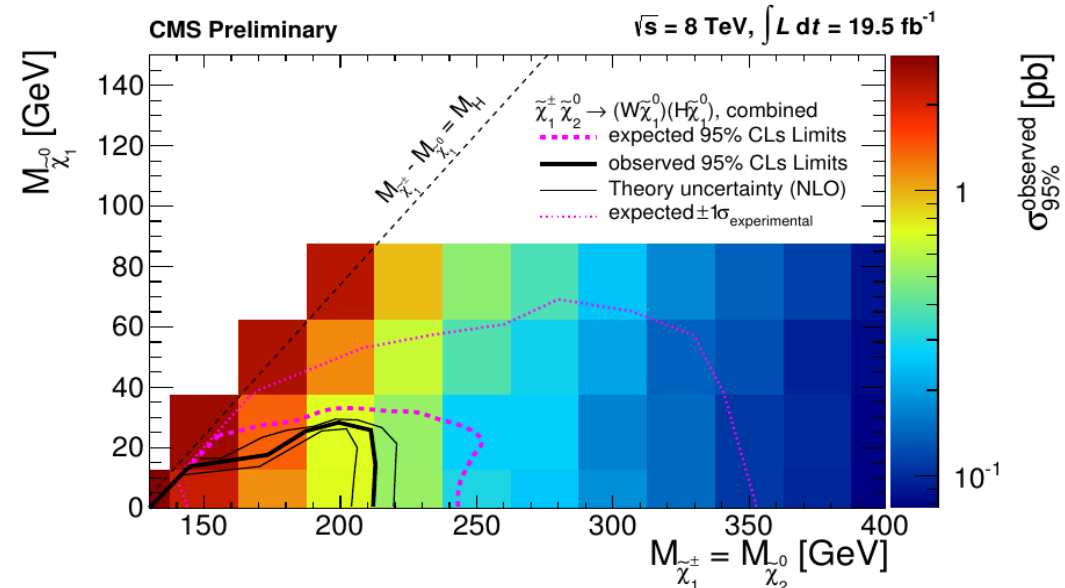 CMS Preliminary
√s = 8 TeV, ∫L dt = 19.5 fb⁻¹
M_χ̃₁⁰ [GeV]
140
120
100
80
60
40
20
0
M_χ̃₁± - M_χ̃₁⁰ = M_H
χ̃₁± χ̃₂⁰ → (Wχ̃₁⁰)(Hχ̃₁⁰), combined
expected 95% CLs Limits
observed 95% CLs Limits
Theory uncertainty (NLO)
expected ±1σ_experimental
150 200 250 300 350 400
M_χ̃₁± = M_χ̃₂⁰ [GeV]
1
10⁻¹
σ_95%^observed [pb]